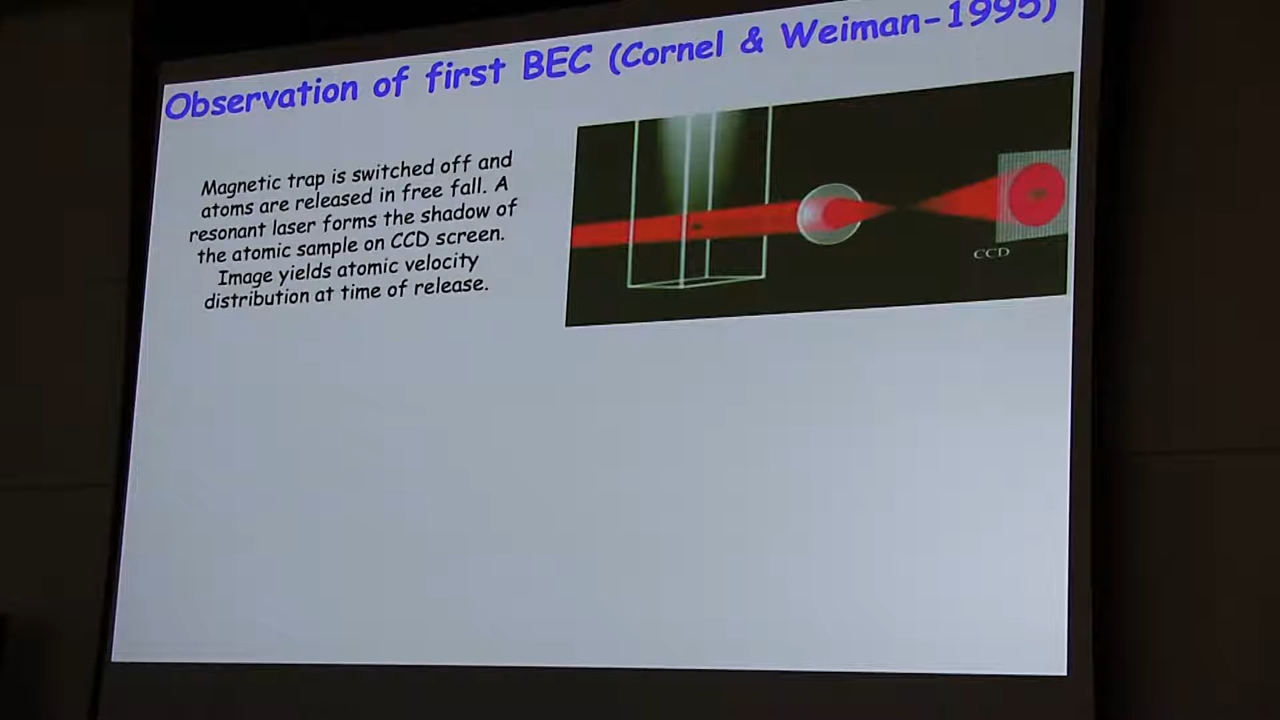 Observation of first BEC (Cornel & Weiman-1995)
Magnetic trap is switched off and
atoms are released in free fall. A
resonant laser forms the shadow of
the atomic sample on CCD screen.
Image yields atomic velocity
distribution at time of release.
CCD